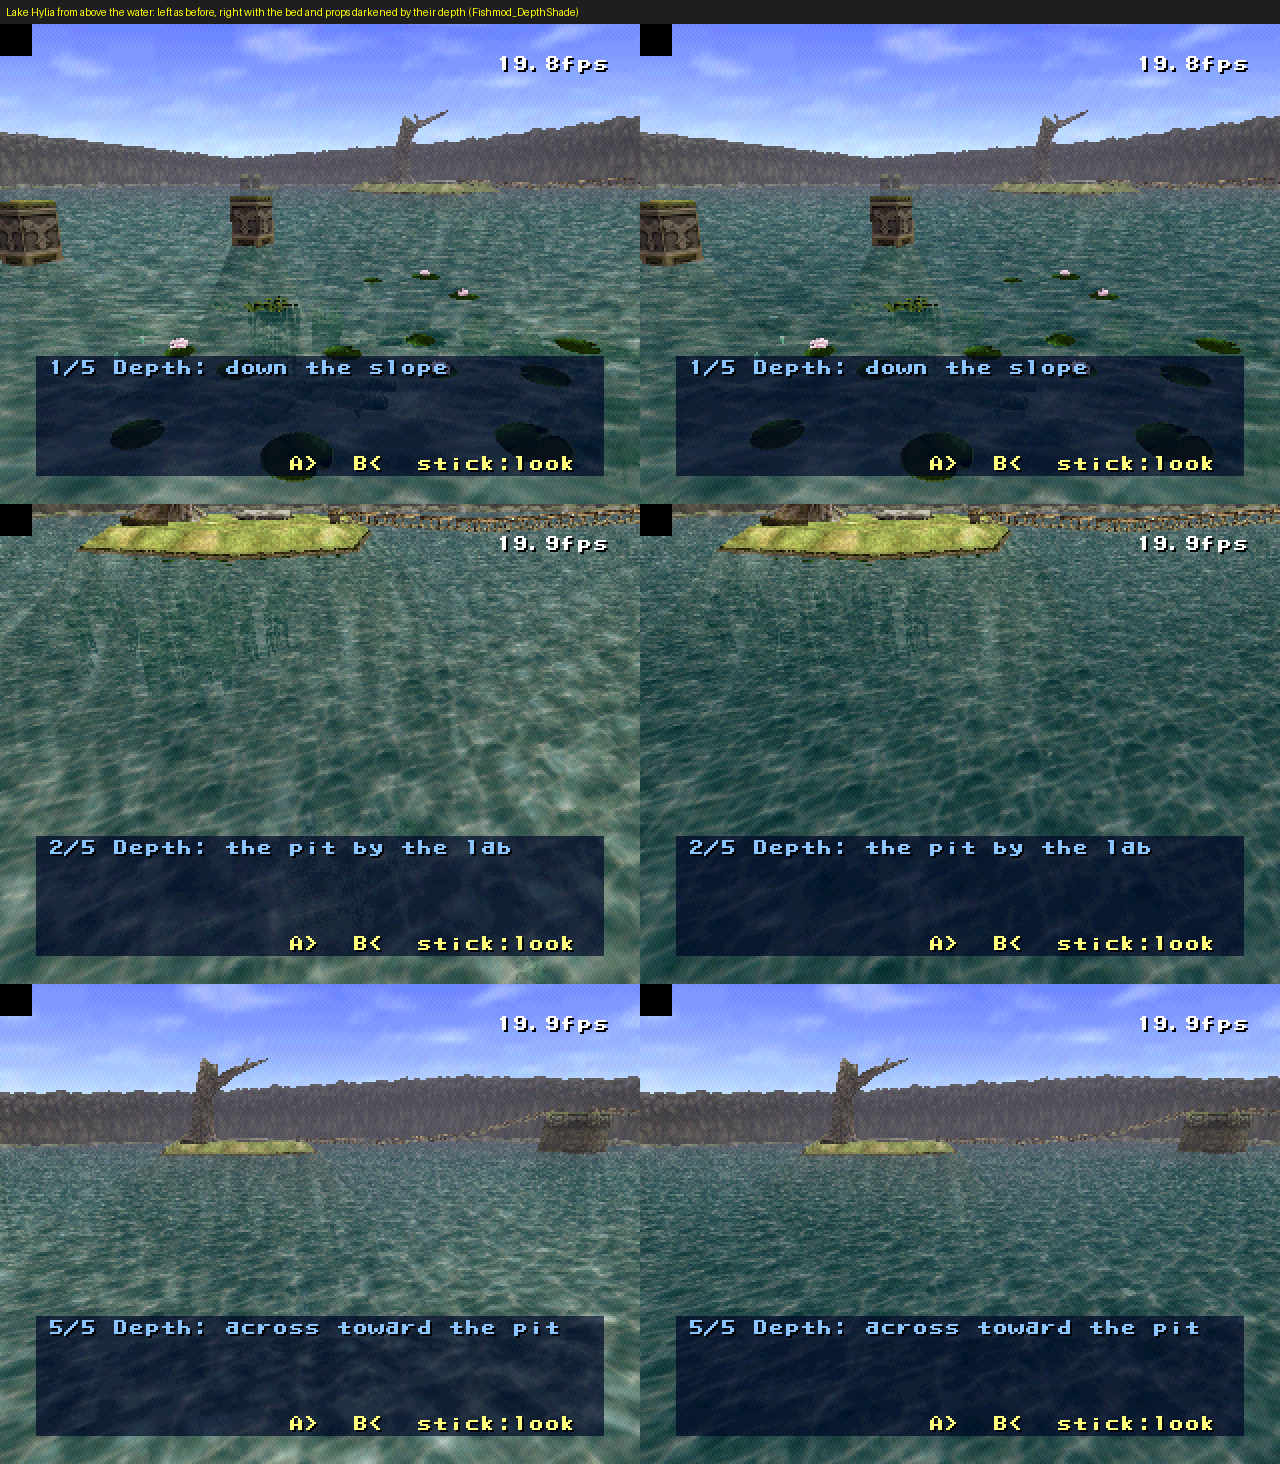 Lake Hylia from above the water: left as before, right with the bed and props darkened by their depth (Fishmod_DepthShade)
19.8fps 19.8fps
1/5 Depth: down the slope 1/5 Depth: down the slope
A> B< stick:look A> B< stick:look
19.9fps 19.9fps
2/5 Depth: the pit by the lab 2/5 Depth: the pit by the lab
A> B< stick:look A> B< stick:look
19.9fps 19.9fps
5/5 Depth: across toward the pit 5/5 Depth: across toward the pit
A> B< stick:look A> B< stick:look